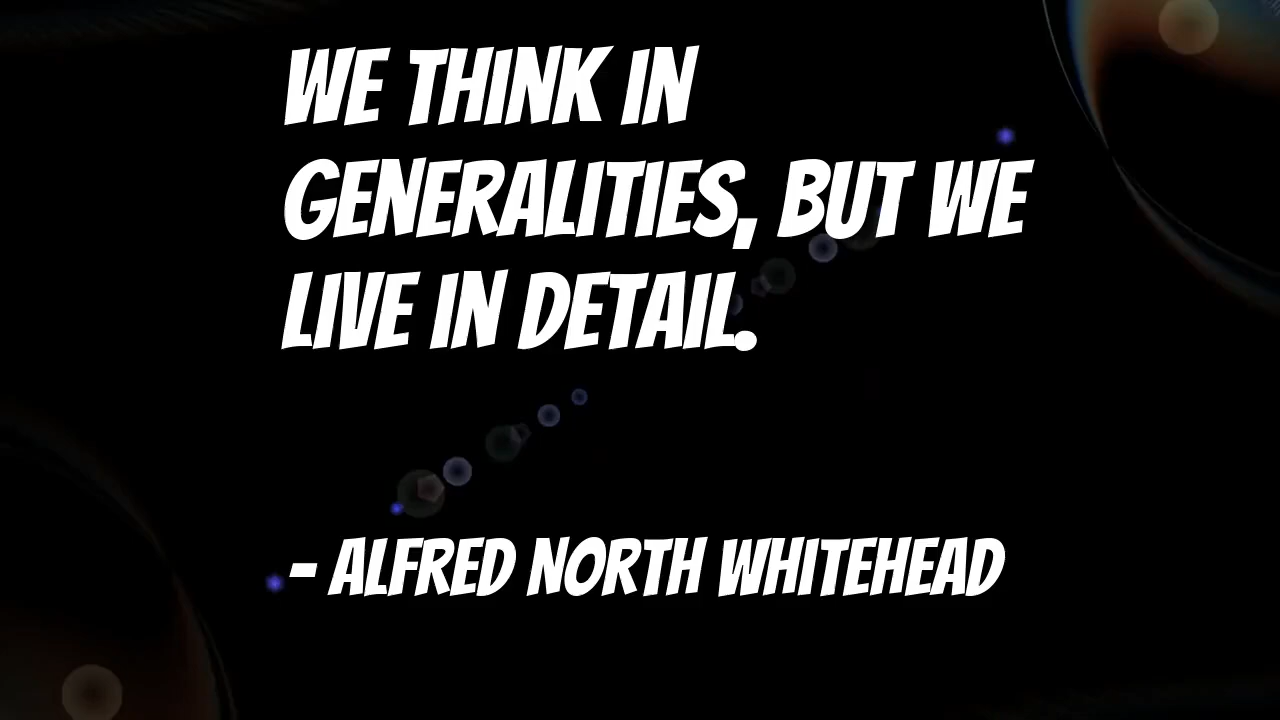 WE THINK IN
GENERALITIES, BUT WE
LIVE IN DETAIL.
- ALFRED NORTH WHITEHEAD